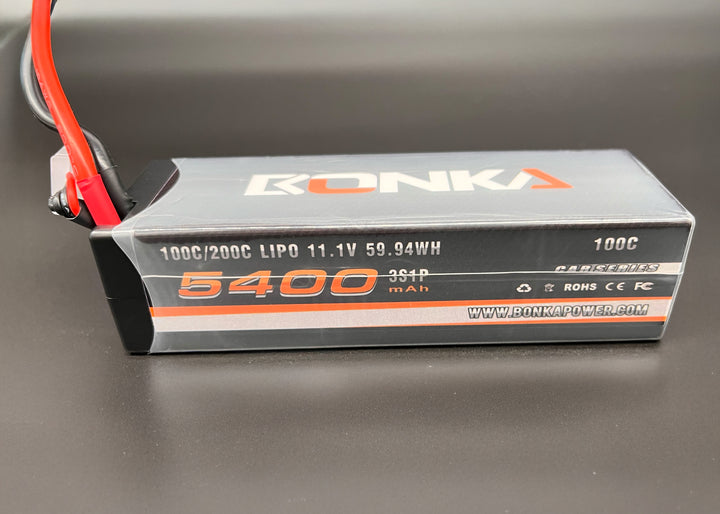 BONKA
100C/200C LIPO 11.1V 59.94WH
100C
5400 3S1P mAh
CAR SERIES
ROHS CE FC
WWW.BONKAPOWER.COM